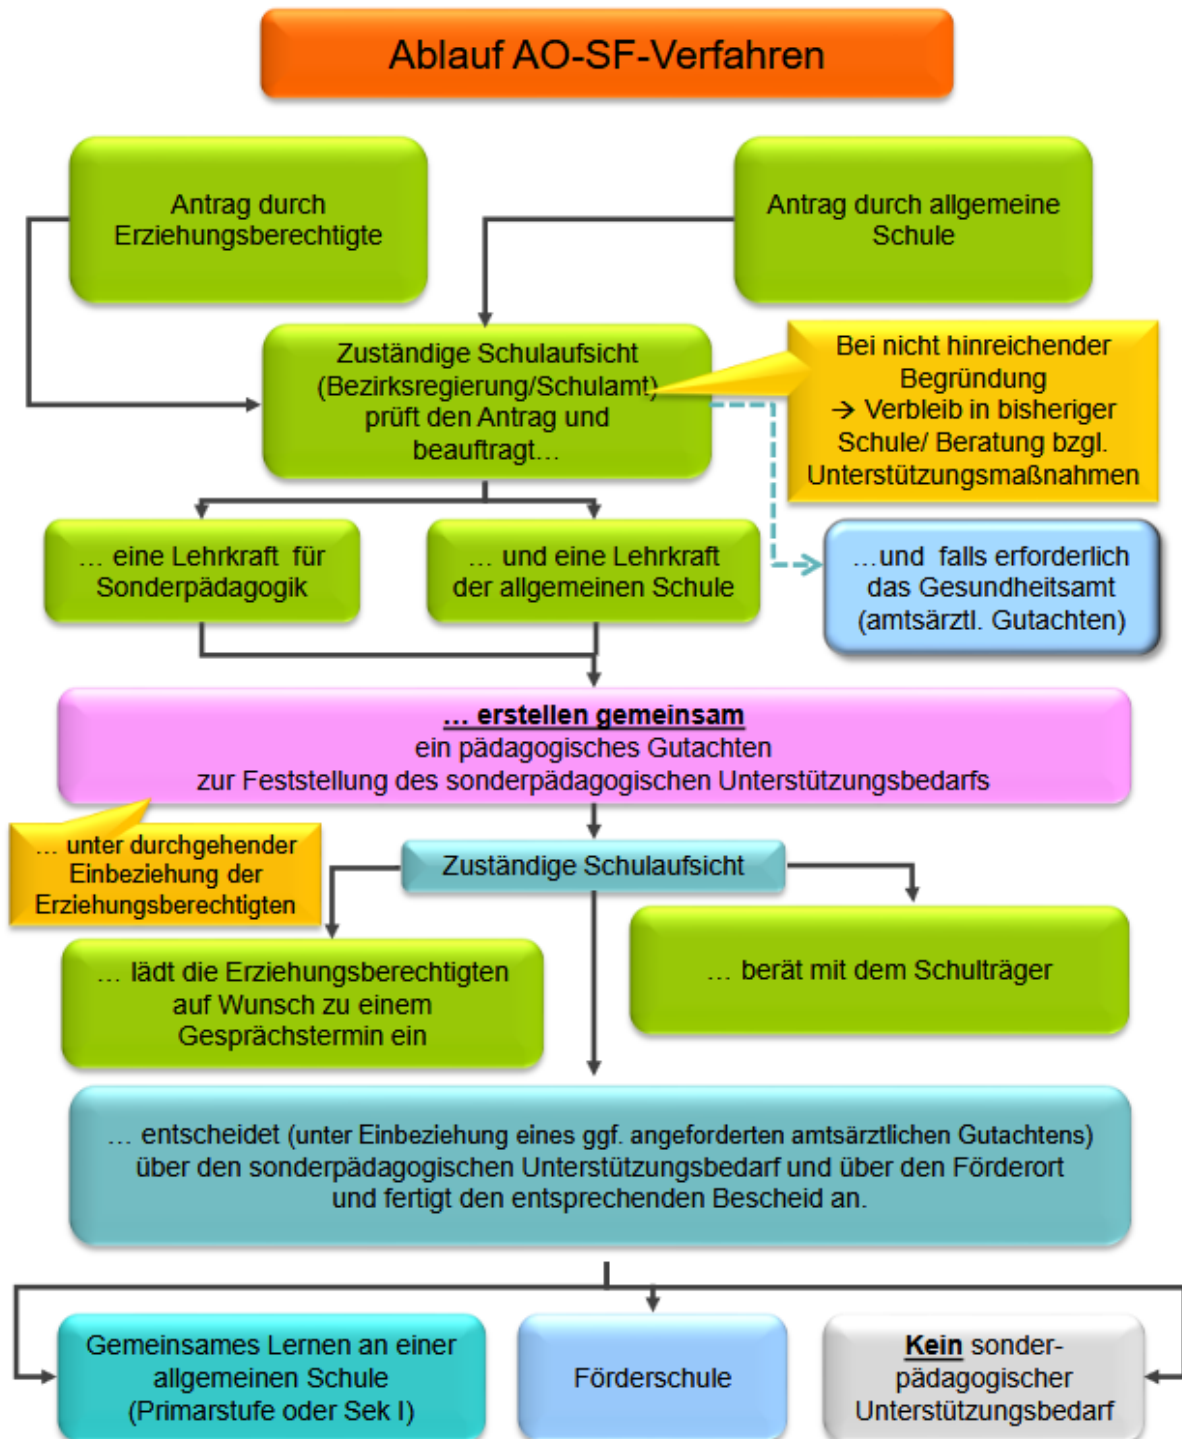 Ablauf AO-SF-Verfahren
Antrag durch
Erziehungsberechtigte
Antrag durch allgemeine
Schule
Zuständige Schulaufsicht
(Bezirksregierung/Schulamt)
prüft den Antrag und
beauftragt…
Bei nicht hinreichender
Begründung
→ Verbleib in bisheriger
Schule/ Beratung bzgl.
Unterstützungsmaßnahmen
… eine Lehrkraft für
Sonderpädagogik
… und eine Lehrkraft
der allgemeinen Schule
…und falls erforderlich
das Gesundheitsamt
(amtsärztl. Gutachten)
… erstellen gemeinsam
ein pädagogisches Gutachten
zur Feststellung des sonderpädagogischen Unterstützungsbedarfs
… unter durchgehender
Einbeziehung der
Erziehungsberechtigten
Zuständige Schulaufsicht
… lädt die Erziehungsberechtigten
auf Wunsch zu einem
Gesprächstermin ein
… berät mit dem Schulträger
… entscheidet (unter Einbeziehung eines ggf. angeforderten amtsärztlichen Gutachtens)
über den sonderpädagogischen Unterstützungsbedarf und über den Förderort
und fertigt den entsprechenden Bescheid an.
Gemeinsames Lernen an einer
allgemeinen Schule
(Primarstufe oder Sek I)
Förderschule
Kein sonder-
pädagogischer
Unterstützungsbedarf